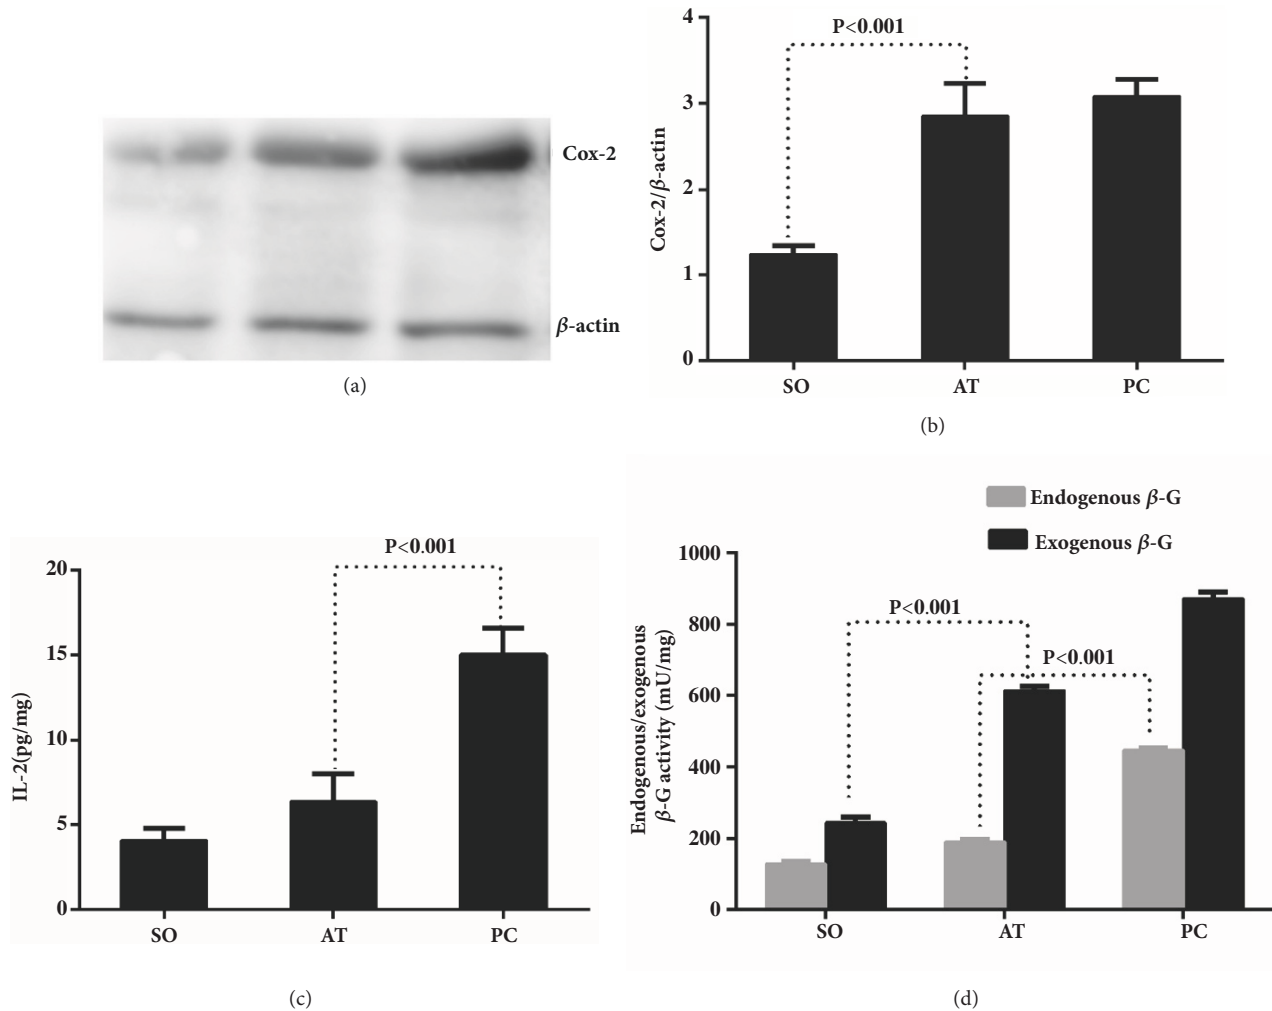 Cox-2
β-actin
(a)
P<0.001
Cox-2/β-actin
4
3
2
1
0
SO AT PC
(b)
P<0.001
IL-2(pg/mg)
20
15
10
5
0
SO AT PC
(c)
Endogenous β-G
Exogenous β-G
P<0.001
P<0.001
Endogenous/exogenous
β-G activity (mU/mg)
1000
800
600
400
200
0
SO AT PC
(d)